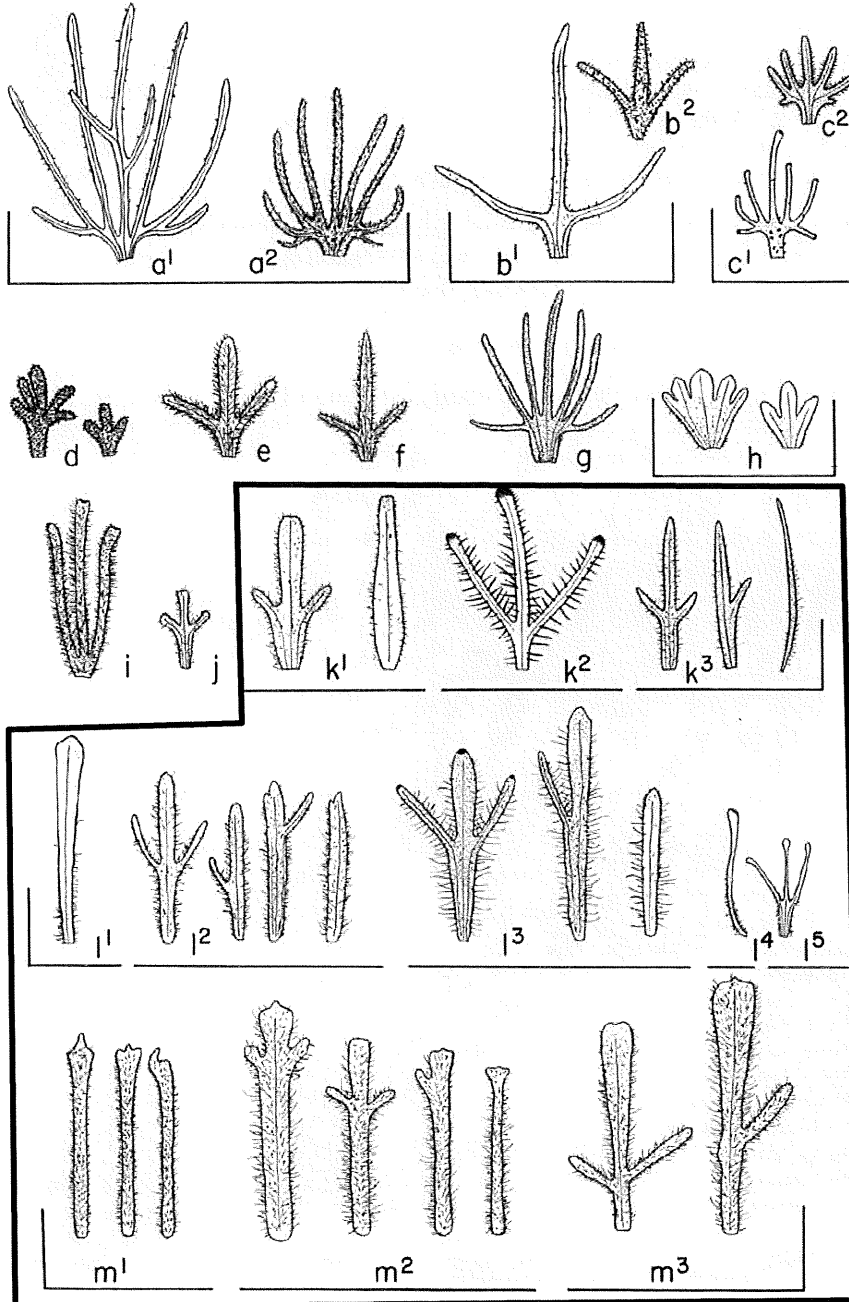 a¹ a² b¹ b² c¹ c²
d e f g h
i j k¹ k² k³
l¹ l² l³ l⁴ l⁵
m¹ m² m³